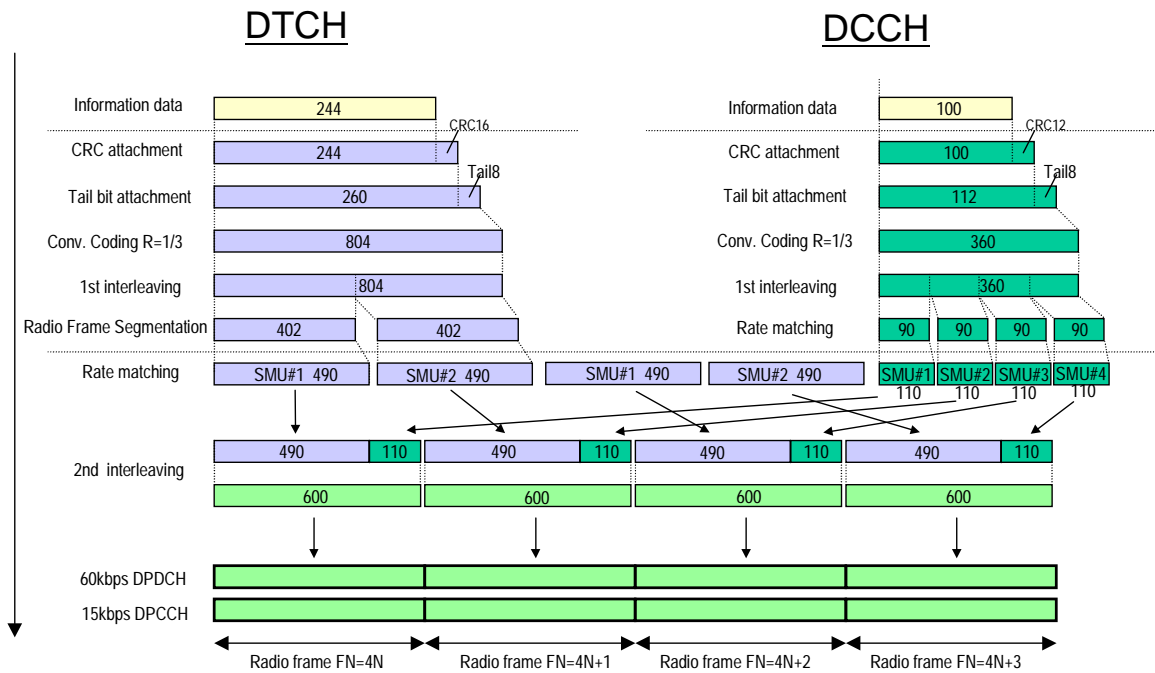 DTCH DCCH
Information data 244 Information data 100
CRC16 CRC12
CRC attachment 244 CRC attachment 100
Tail8 Tail8
Tail bit attachment 260 Tail bit attachment 112
Conv. Coding R=1/3 804 Conv. Coding R=1/3 360
1st interleaving 804 1st interleaving 360
Radio Frame Segmentation 402 402 Rate matching 90 90 90 90
Rate matching SMU#1 490 SMU#2 490 SMU#1 490 SMU#2 490 SMU#1 SMU#2 SMU#3 SMU#4
110 110 110 110
490 110 490 110 490 110 490 110
2nd interleaving
600 600 600 600
60kbps DPDCH
15kbps DPCCH
Radio frame FN=4N Radio frame FN=4N+1 Radio frame FN=4N+2 Radio frame FN=4N+3